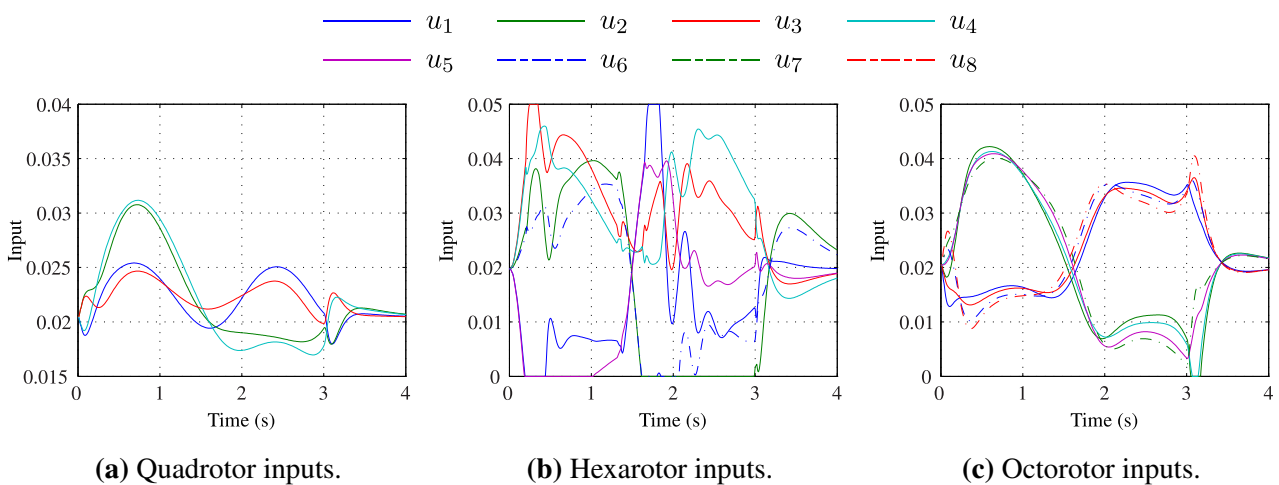 u1 u2 u3 u4
u5 u6 u7 u8
0.04
0.035
0.03
0.025
0.02
0.015
Input
0 1 2 3 4
Time (s)
(a) Quadrotor inputs.
0.05
0.04
0.03
0.02
0.01
0
Input
0 1 2 3 4
Time (s)
(b) Hexarotor inputs.
0.05
0.04
0.03
0.02
0.01
0
Input
0 1 2 3 4
Time (s)
(c) Octorotor inputs.